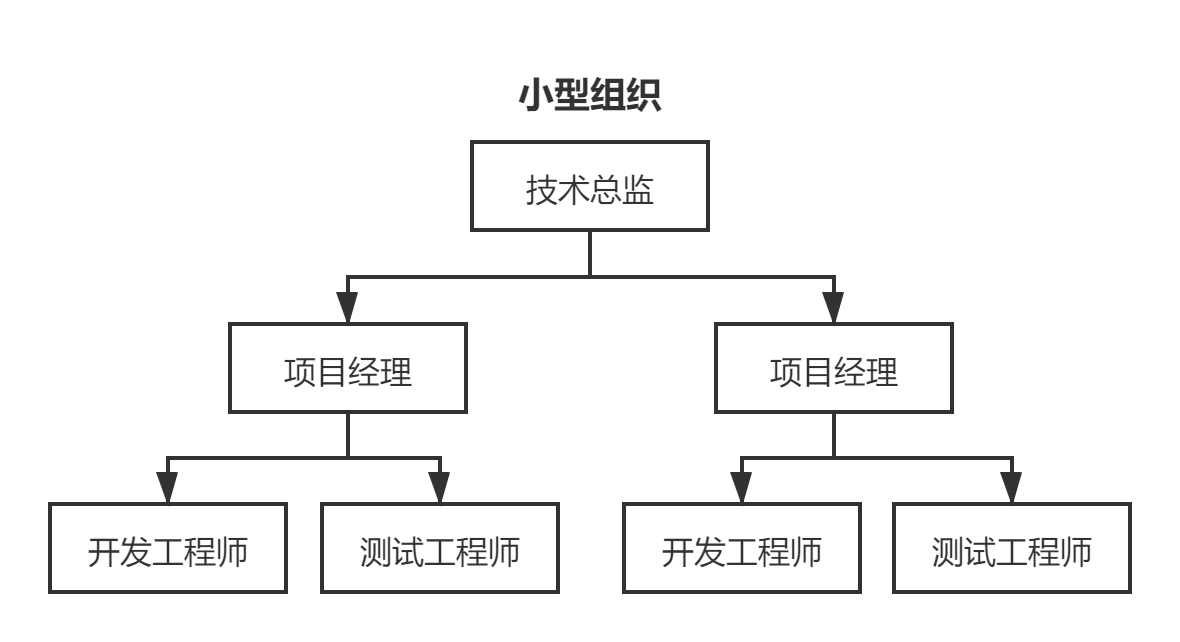 小型组织
技术总监
项目经理
项目经理
开发工程师
测试工程师
开发工程师
测试工程师